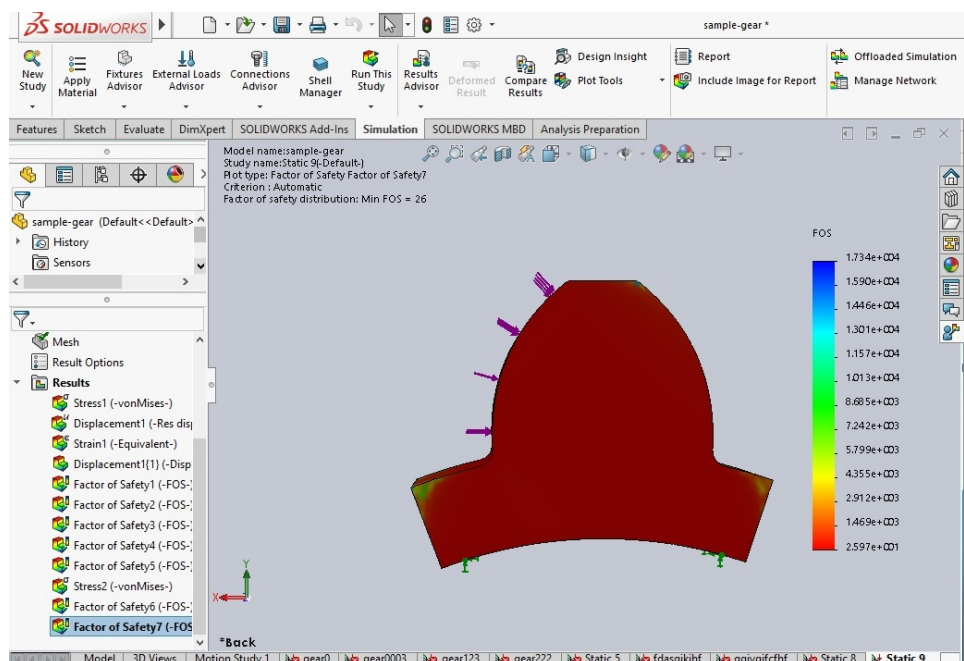 SOLIDWORKS
sample-gear *
New Study
Apply Material
Fixtures Advisor
External Loads Advisor
Connections Advisor
Shell Manager
Run This Study
Results Advisor
Deformed Result
Compare Results
Design Insight
Plot Tools
Report
Include Image for Report
Offloaded Simulation
Manage Network
Features Sketch Evaluate DimXpert SOLIDWORKS Add-Ins Simulation SOLIDWORKS MBD Analysis Preparation
Model name:sample-gear
Study name:Static 9(-Default-)
Plot type: Factor of Safety Factor of Safety7
Criterion : Automatic
Factor of safety distribution: Min FOS = 26
sample-gear (Default<<Default>
History
Sensors
Mesh
Result Options
Results
Stress1 (-vonMises-)
Displacement1 (-Res disp
Strain1 (-Equivalent-)
Displacement1{1} (-Disp
Factor of Safety1 (-FOS-)
Factor of Safety2 (-FOS-)
Factor of Safety3 (-FOS-)
Factor of Safety4 (-FOS-)
Factor of Safety5 (-FOS-)
Stress2 (-vonMises-)
Factor of Safety6 (-FOS-)
Factor of Safety7 (-FOS
FOS
1.734e+004
1.590e+004
1.446e+004
1.301e+004
1.157e+004
1.013e+004
8.685e+003
7.242e+003
5.799e+003
4.355e+003
2.912e+003
1.469e+003
2.597e+001
Y
X
*Back
Model 3D Views Motion Study 1 gear0 gear0003 gear123 gear222 Static 5 Static 8 Static 9